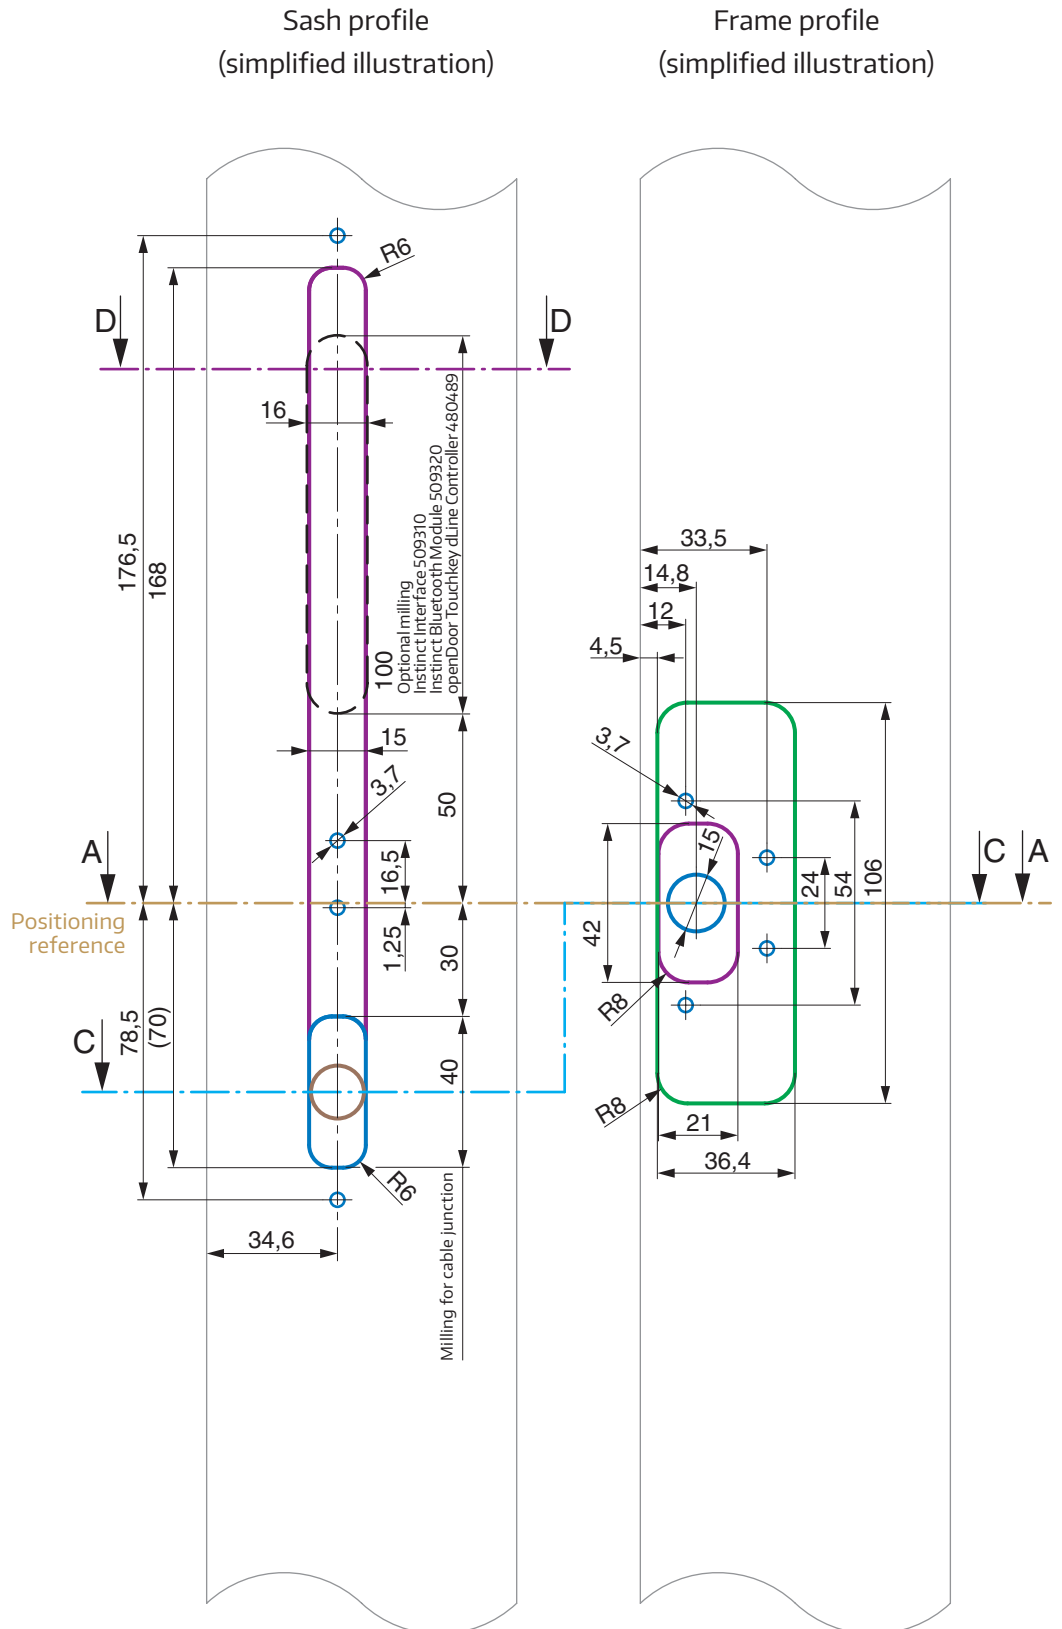 Sash profile
(simplified illustration)
Frame profile
(simplified illustration)
R6
D
D
16
Optional milling
Instinct Interface 509310
Instinct Bluetooth Module 509320
openDoor Touchkey dLine Controller 480489
100
176,5
168
15
3,7
50
16,5
A
Positioning
reference
1,25
30
78,5
(70)
C
40
R6
34,6
Milling for cable junction
33,5
14,8
12
4,5
3,7
15
42
24
54
106
C
A
R8
R8
21
36,4